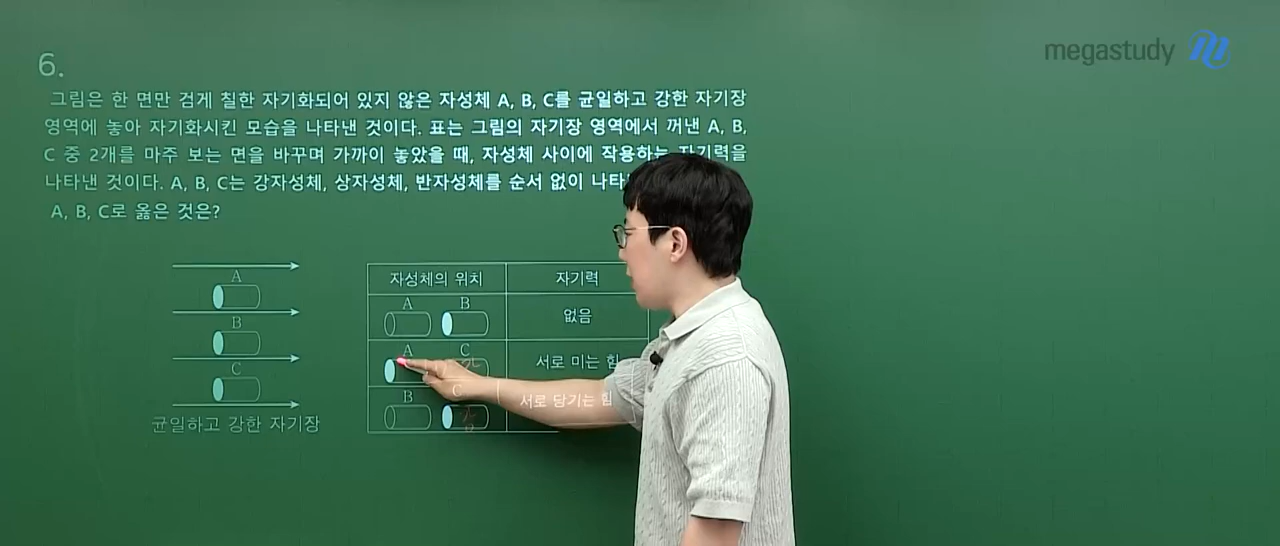 megastudy
6.
그림은 한 면만 검게 칠한 자기화되어 있지 않은 자성체 A, B, C를 균일하고 강한 자기장
영역에 놓아 자기화시킨 모습을 나타낸 것이다. 표는 그림의 자기장 영역에서 꺼낸 A, B,
C 중 2개를 마주 보는 면을 바꾸며 가까이 놓았을 때, 자성체 사이에 작용하는 자기력을
나타낸 것이다. A, B, C는 강자성체, 상자성체, 반자성체를 순서 없이
A, B, C로 옳은 것은?
A
B
C
균일하고 강한 자기장
자성체의 위치 자기력
A B
없음
A C
서로 미는 힘
B C
서로 당기는 힘